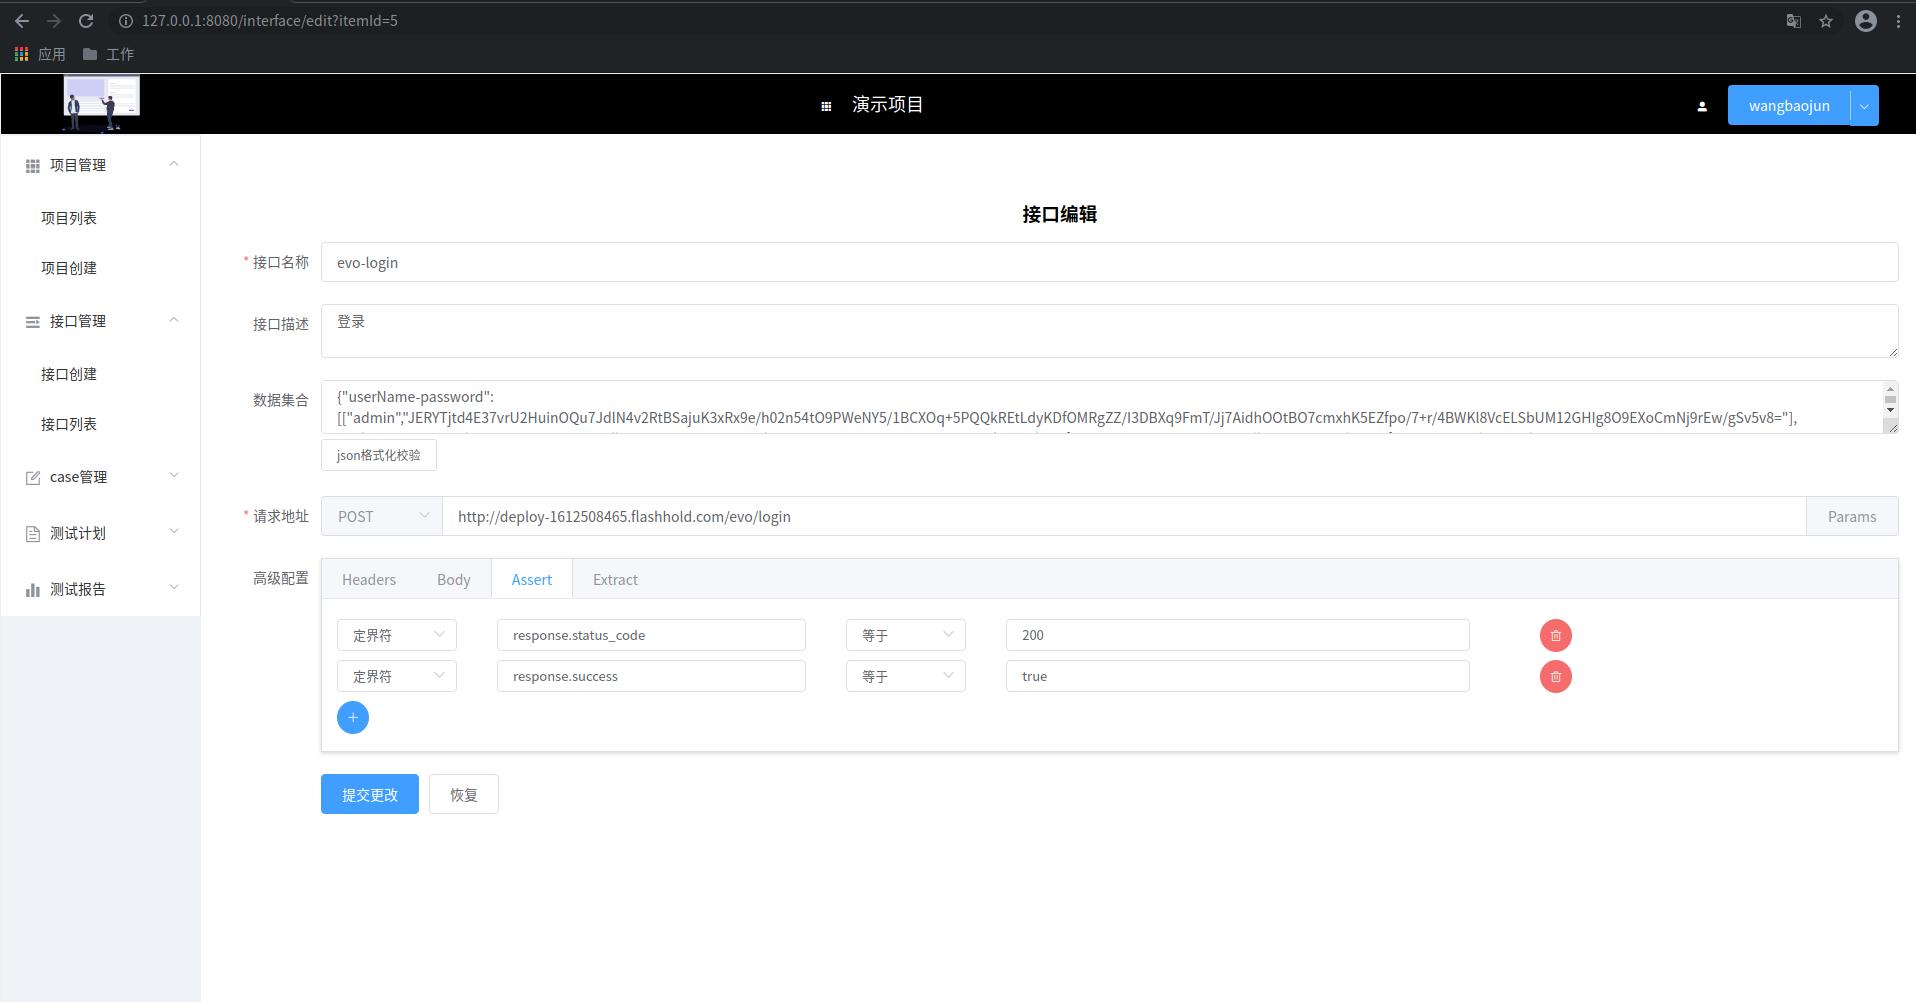 127.0.0.1:8080/interface/edit?itemId=5
应用 工作
演示项目 wangbaojun
项目管理
项目列表
项目创建
接口管理
接口创建
接口列表
case管理
测试计划
测试报告
接口编辑
* 接口名称 evo-login
接口描述 登录
数据集合 {"userName-password":
[["admin","JERYTjtd4E37vrU2HuinOQu7JdlN4v2RtBSajuK3xRx9e/h02n54tO9PWeNY5/1BCXOq+5PQQkREtLdyKDfOMRgZZ/I3DBXq9FmT/Jj7AidhOOtBO7cmxhK5EZfpo/7+r/4BWKl8VcELSbUM12GHIg8O9EXoCmNj9rEw/gSv5v8="],
json格式化校验
* 请求地址 POST http://deploy-1612508465.flashhold.com/evo/login Params
高级配置 Headers Body Assert Extract
定界符 response.status_code 等于 200
定界符 response.success 等于 true
提交更改 恢复